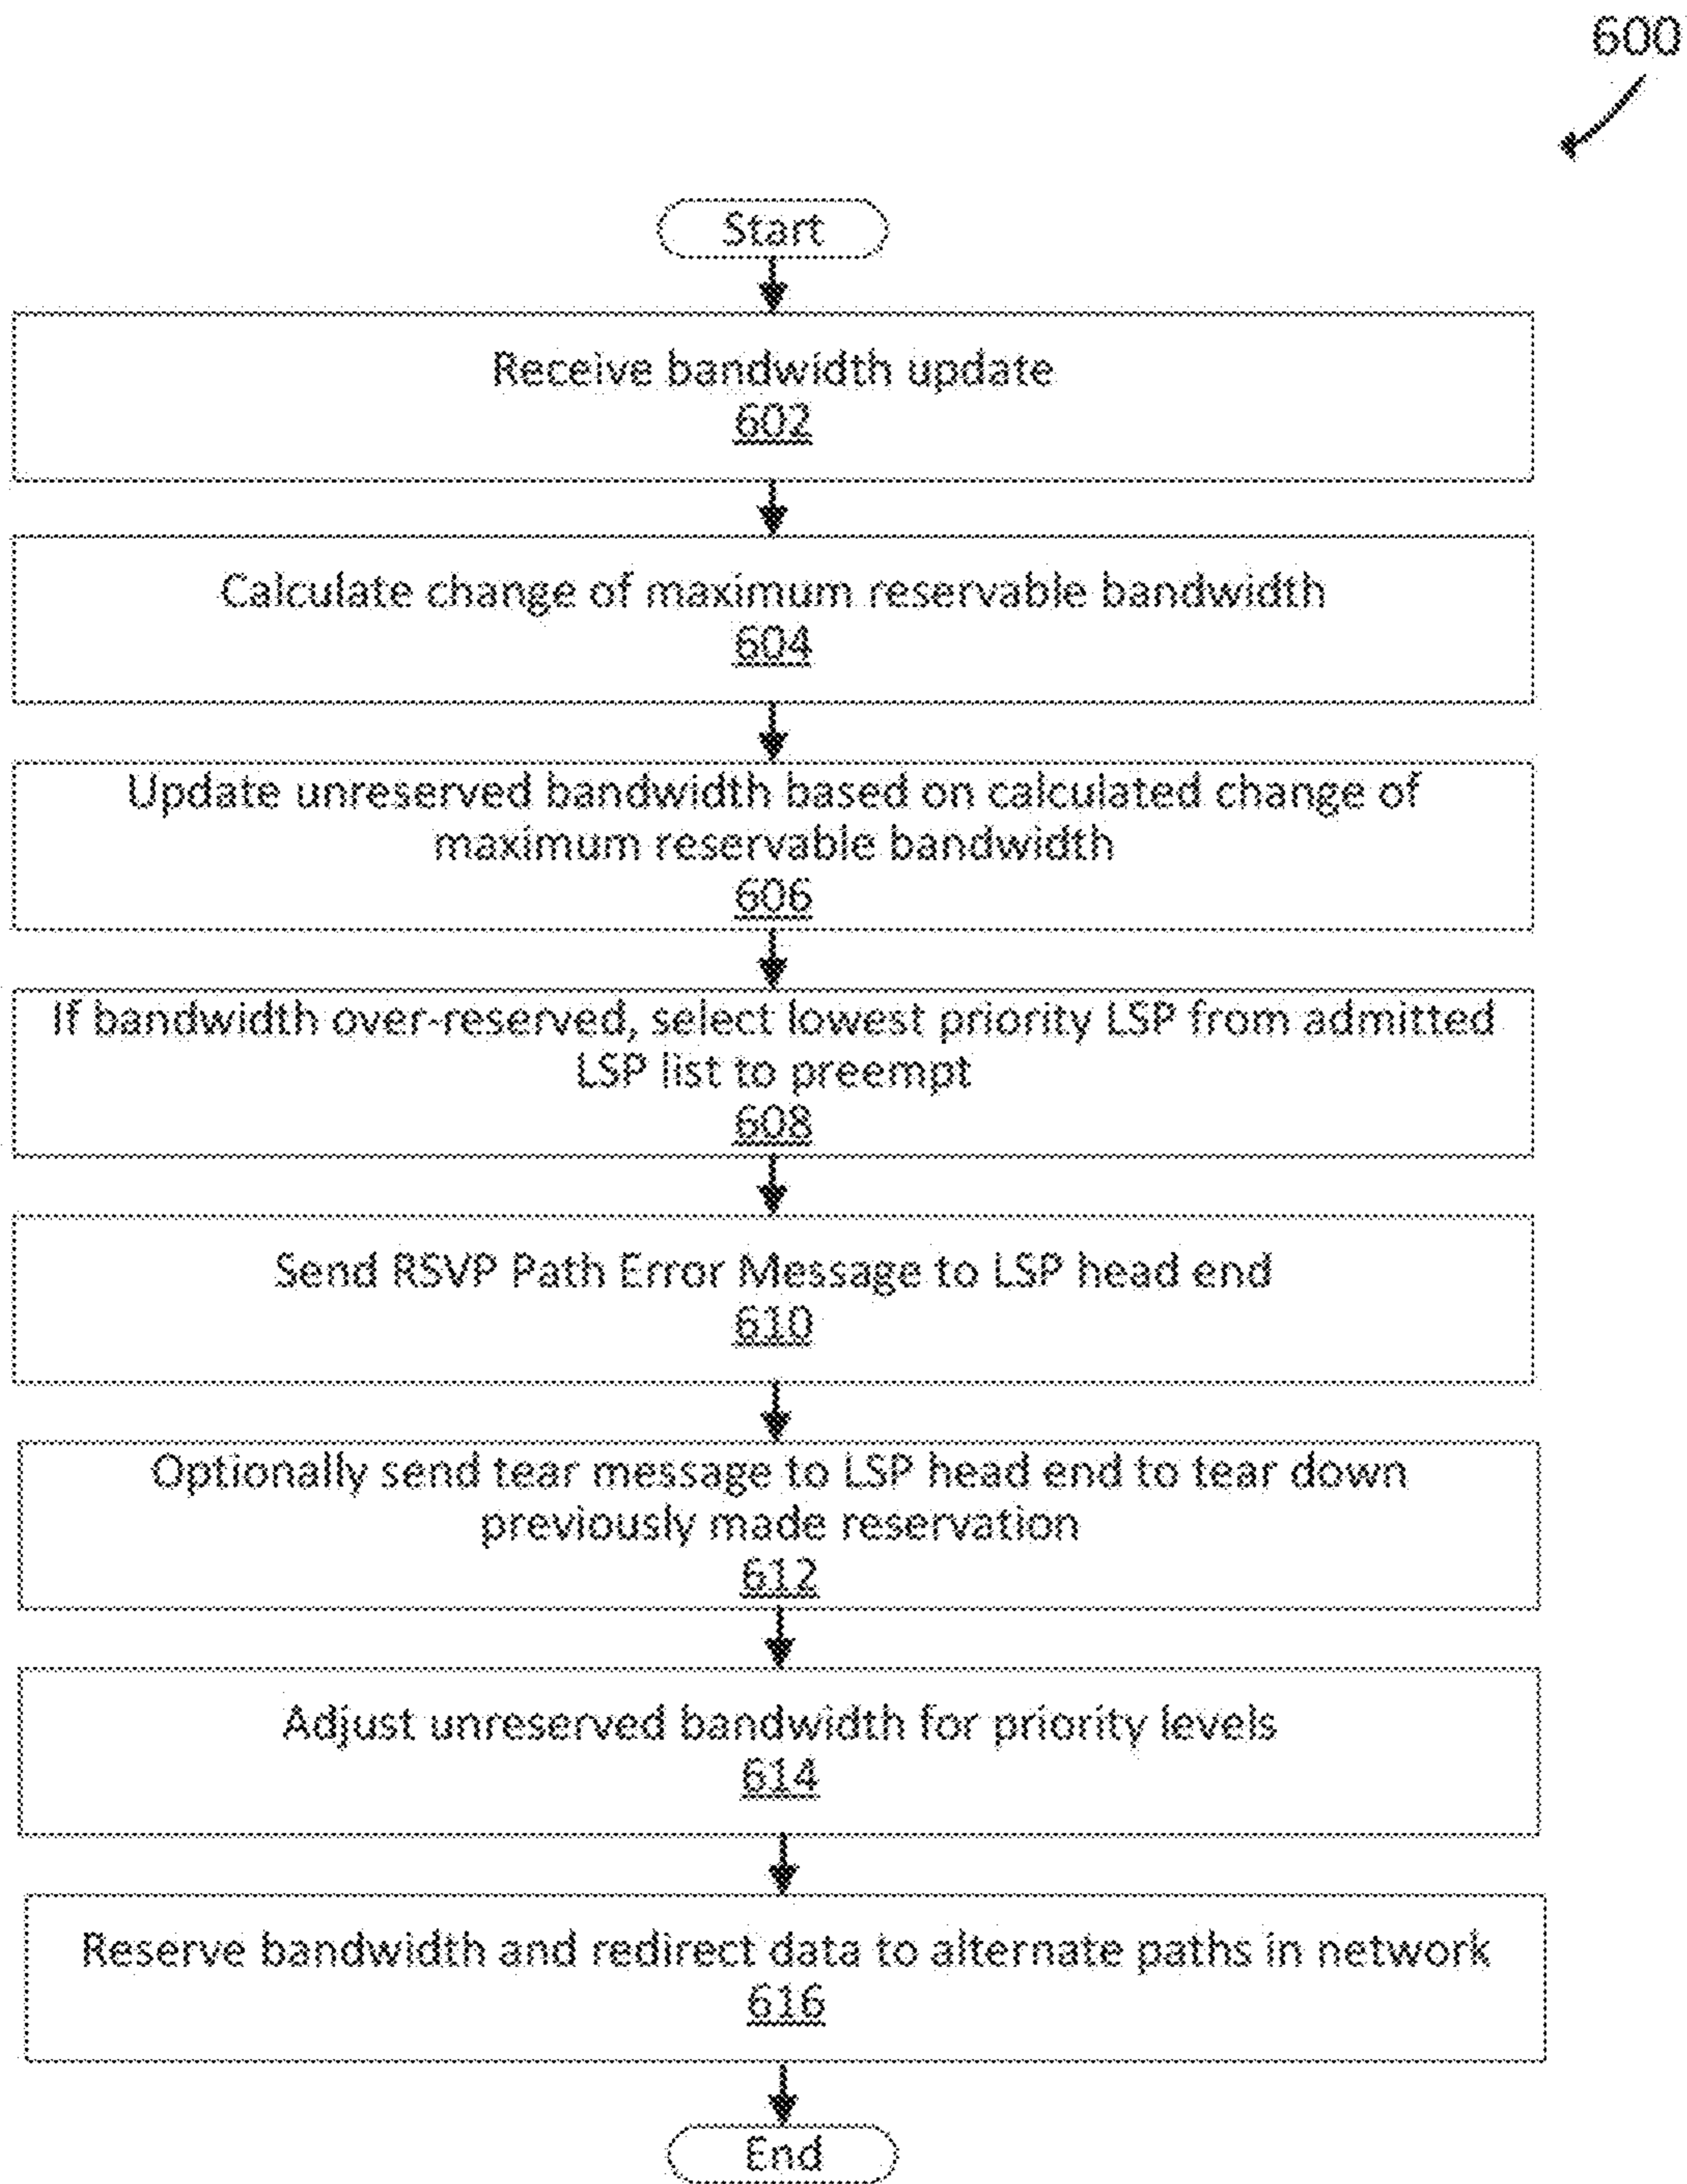 600
Start
Receive bandwidth update
602
Calculate change of maximum reservable bandwidth
604
Update unreserved bandwidth based on calculated change of
maximum reservable bandwidth
606
If bandwidth over-reserved, select lowest priority LSP from admitted
LSP list to preempt
608
Send RSVP Path Error Message to LSP head end
610
Optionally send tear message to LSP head end to tear down
previously made reservation
612
Adjust unreserved bandwidth for priority levels
614
Reserve bandwidth and redirect data to alternate paths in network
616
End